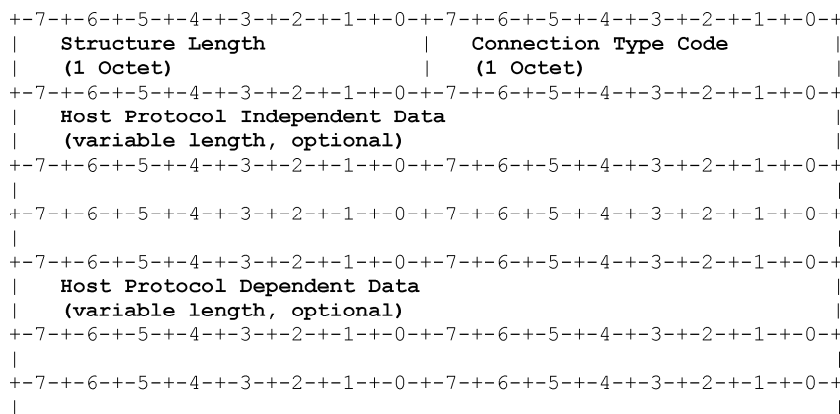 +-7-+-6-+-5-+-4-+-3-+-2-+-1-+-0-+-7-+-6-+-5-+-4-+-3-+-2-+-1-+-0-+
| Structure Length | Connection Type Code |
| (1 Octet) | (1 Octet) |
+-7-+-6-+-5-+-4-+-3-+-2-+-1-+-0-+-7-+-6-+-5-+-4-+-3-+-2-+-1-+-0-+
| Host Protocol Independent Data |
| (variable length, optional) |
+-7-+-6-+-5-+-4-+-3-+-2-+-1-+-0-+-7-+-6-+-5-+-4-+-3-+-2-+-1-+-0-+
| |
+-7-+-6-+-5-+-4-+-3-+-2-+-1-+-0-+-7-+-6-+-5-+-4-+-3-+-2-+-1-+-0-+
| |
+-7-+-6-+-5-+-4-+-3-+-2-+-1-+-0-+-7-+-6-+-5-+-4-+-3-+-2-+-1-+-0-+
| Host Protocol Dependent Data |
| (variable length, optional) |
+-7-+-6-+-5-+-4-+-3-+-2-+-1-+-0-+-7-+-6-+-5-+-4-+-3-+-2-+-1-+-0-+
| |
+-7-+-6-+-5-+-4-+-3-+-2-+-1-+-0-+-7-+-6-+-5-+-4-+-3-+-2-+-1-+-0-+
| |